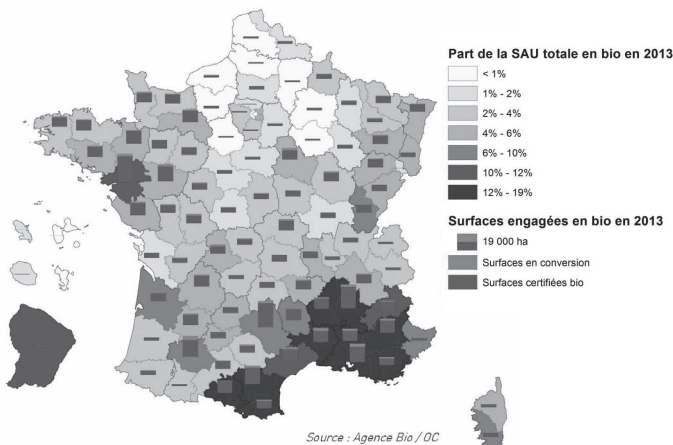 Part de la SAU totale en bio en 2013
< 1%
1% - 2%
2% - 4%
4% - 6%
6% - 10%
10% - 12%
12% - 19%
Surfaces engagées en bio en 2013
19 000 ha
Surfaces en conversion
Surfaces certifiées bio
Source : Agence Bio / OC